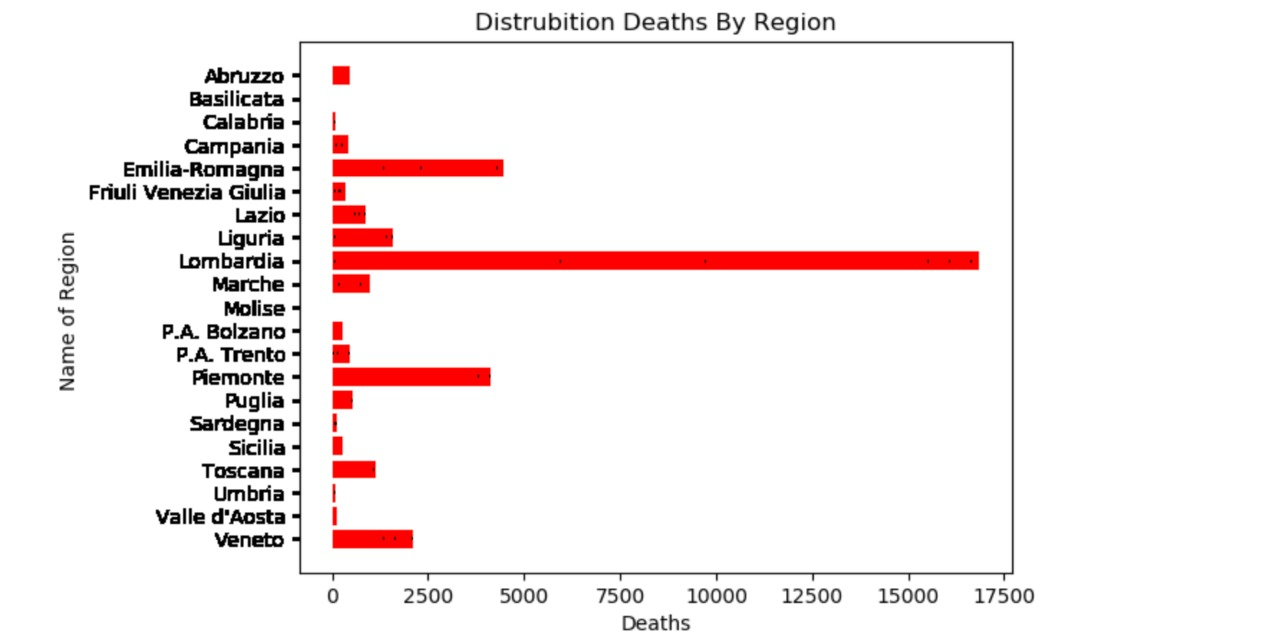 Distrubition Deaths By Region
Abruzzo
Basilicata
Calabria
Campania
Emilia-Romagna
Friuli Venezia Giulia
Lazio
Liguria
Lombardia
Marche
Molise
P.A. Bolzano
P.A. Trento
Piemonte
Puglia
Sardegna
Sicilia
Toscana
Umbria
Valle d'Aosta
Veneto
Name of Region
0 2500 5000 7500 10000 12500 15000 17500
Deaths